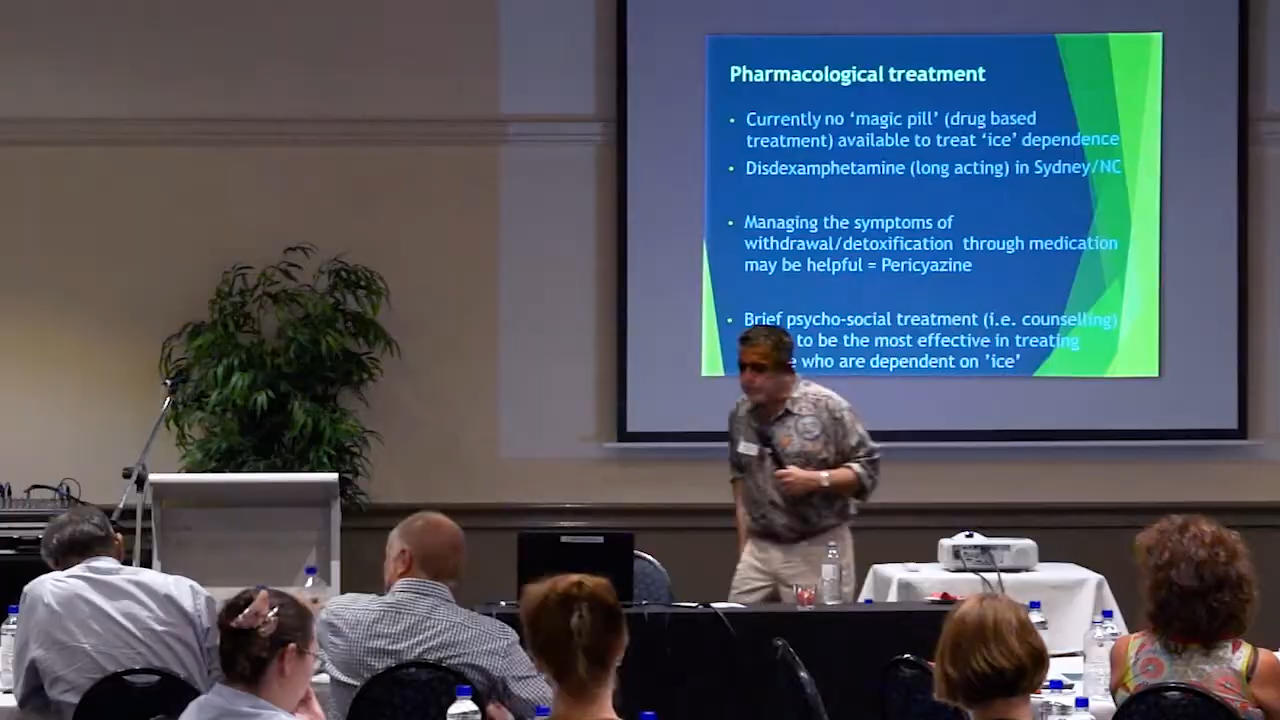 Pharmacological treatment
• Currently no ‘magic pill’ (drug based
treatment) available to treat ‘ice’ dependence
• Disdexamphetamine (long acting) in Sydney/NC
• Managing the symptoms of
withdrawal/detoxification through medication
may be helpful = Pericyazine
• Brief psycho-social treatment (i.e. counselling)
to be the most effective in treating
who are dependent on ’ice’